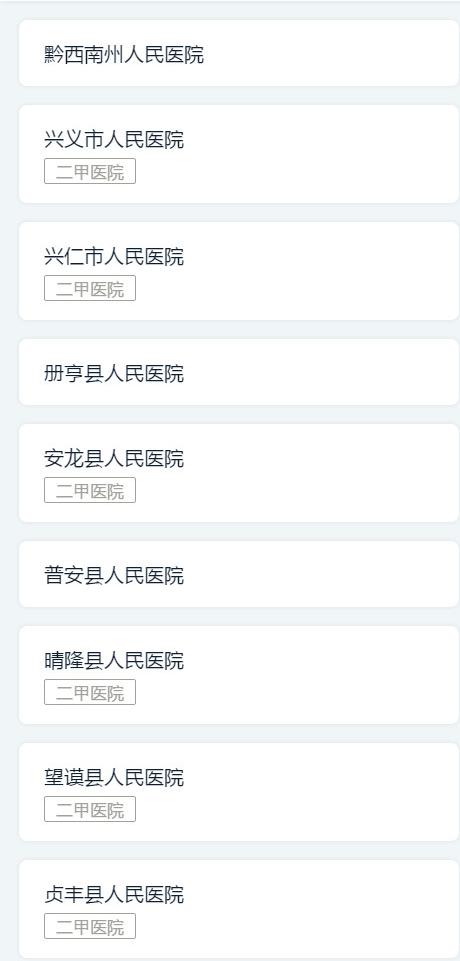 黔西南州人民医院
兴义市人民医院
二甲医院
兴仁市人民医院
二甲医院
册亨县人民医院
安龙县人民医院
二甲医院
普安县人民医院
晴隆县人民医院
二甲医院
望谟县人民医院
二甲医院
贞丰县人民医院
二甲医院